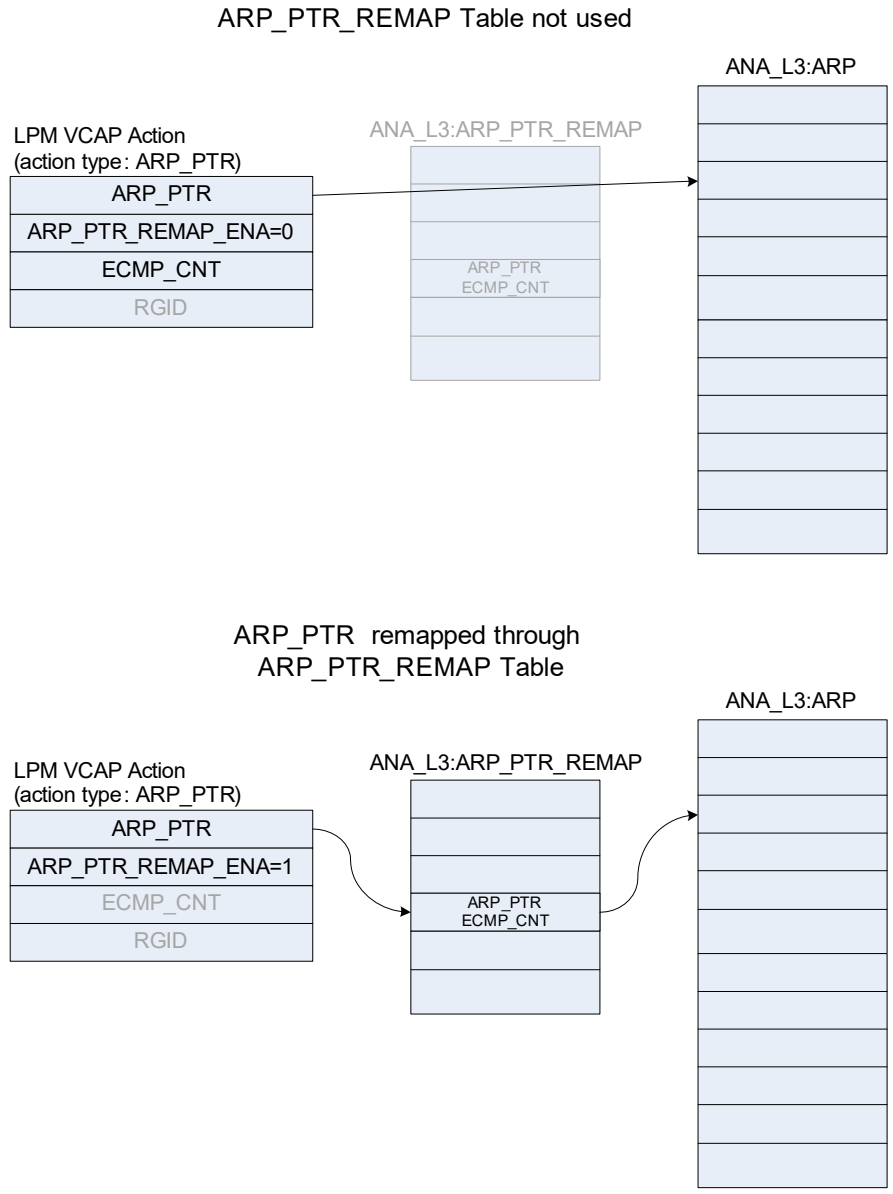 ARP_PTR_REMAP Table not used
ANA_L3:ARP
LPM VCAP Action
(action type: ARP_PTR)
ANA_L3:ARP_PTR_REMAP
ARP_PTR
ARP_PTR_REMAP_ENA=0
ECMP_CNT
RGID
ARP_PTR
ECMP_CNT
ARP_PTR remapped through
ARP_PTR_REMAP Table
ANA_L3:ARP
LPM VCAP Action
(action type: ARP_PTR)
ANA_L3:ARP_PTR_REMAP
ARP_PTR
ARP_PTR_REMAP_ENA=1
ECMP_CNT
RGID
ARP_PTR
ECMP_CNT